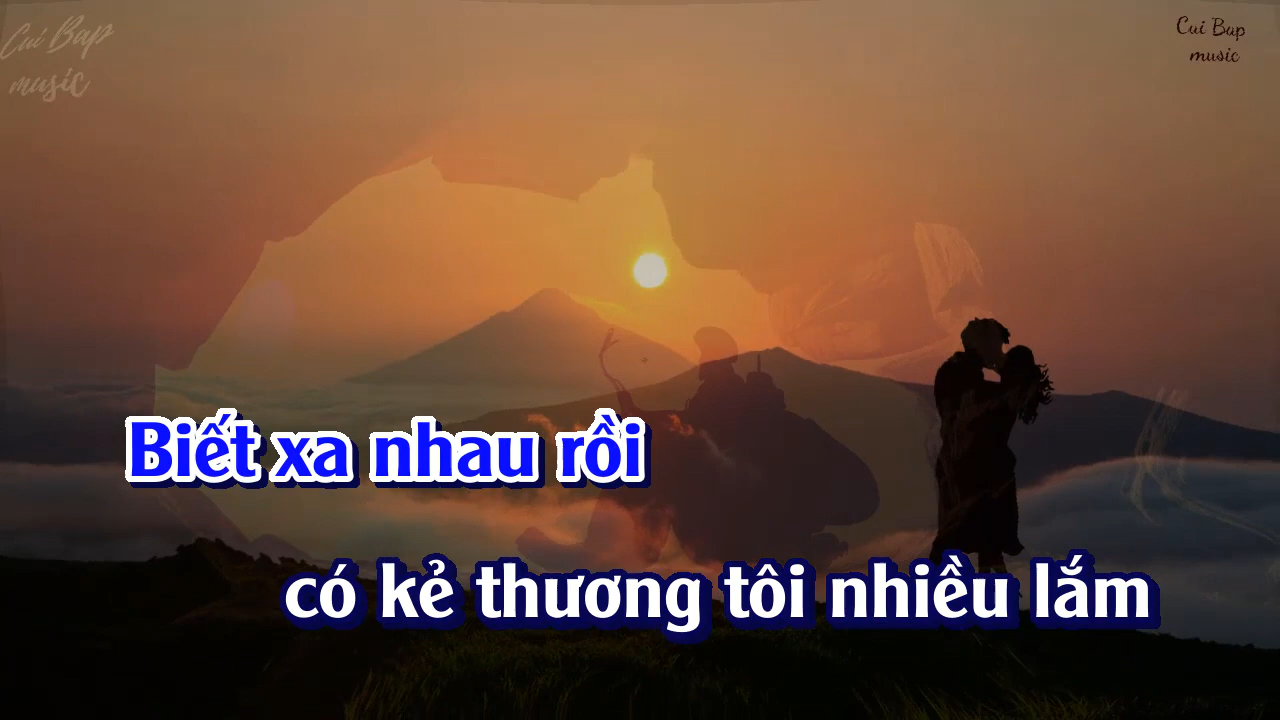 Cui Bap
music
Cui Bap
music
Biết xa nhau rồi
có kẻ thương tôi nhiều lắm